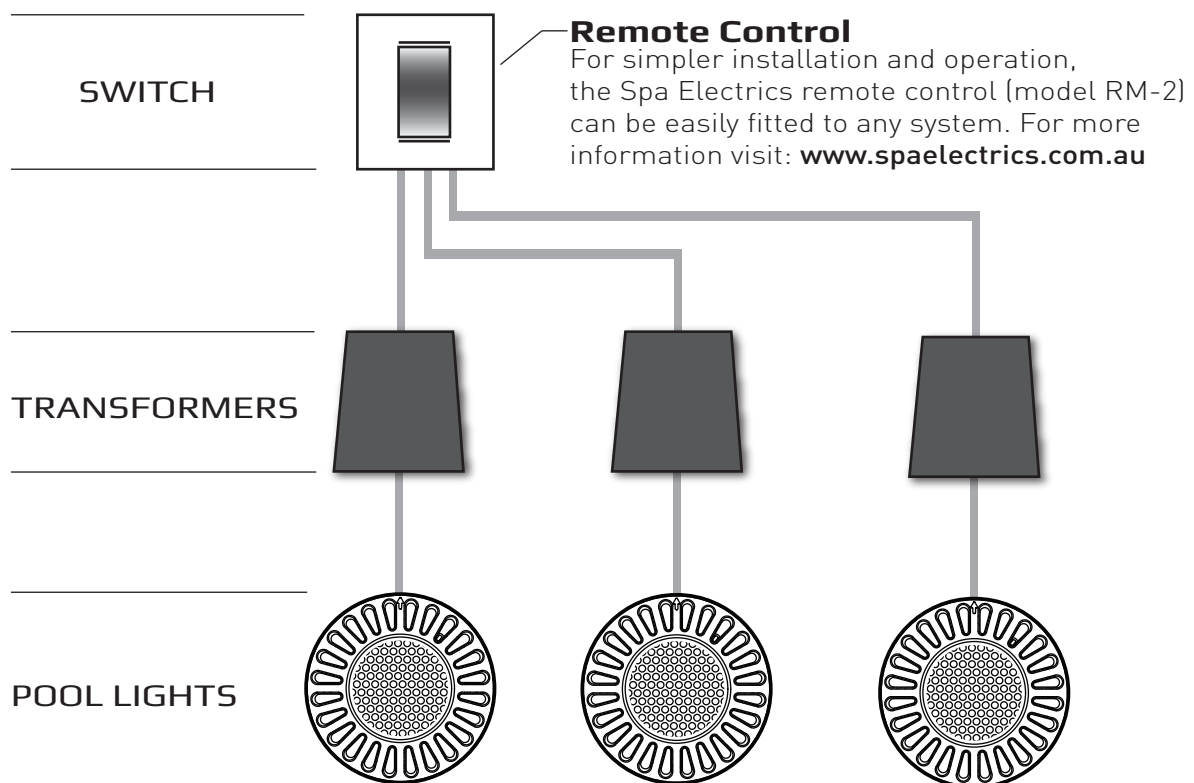 SWITCH
Remote Control
For simpler installation and operation,
the Spa Electrics remote control (model RM-2)
can be easily fitted to any system. For more
information visit: www.spaelectrics.com.au
TRANSFORMERS
POOL LIGHTS